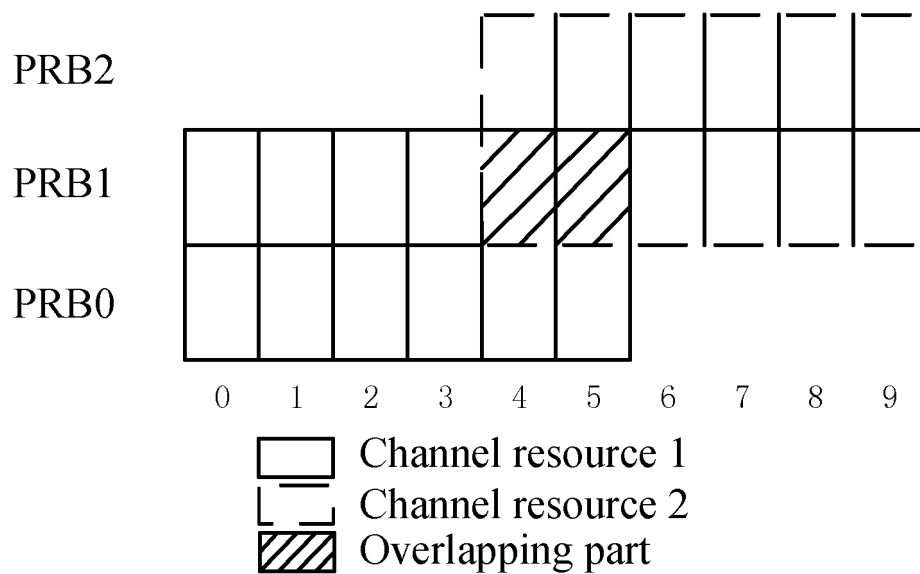 PRB2
PRB1
PRB0
0 1 2 3 4 5 6 7 8 9
Channel resource 1
Channel resource 2
Overlapping part